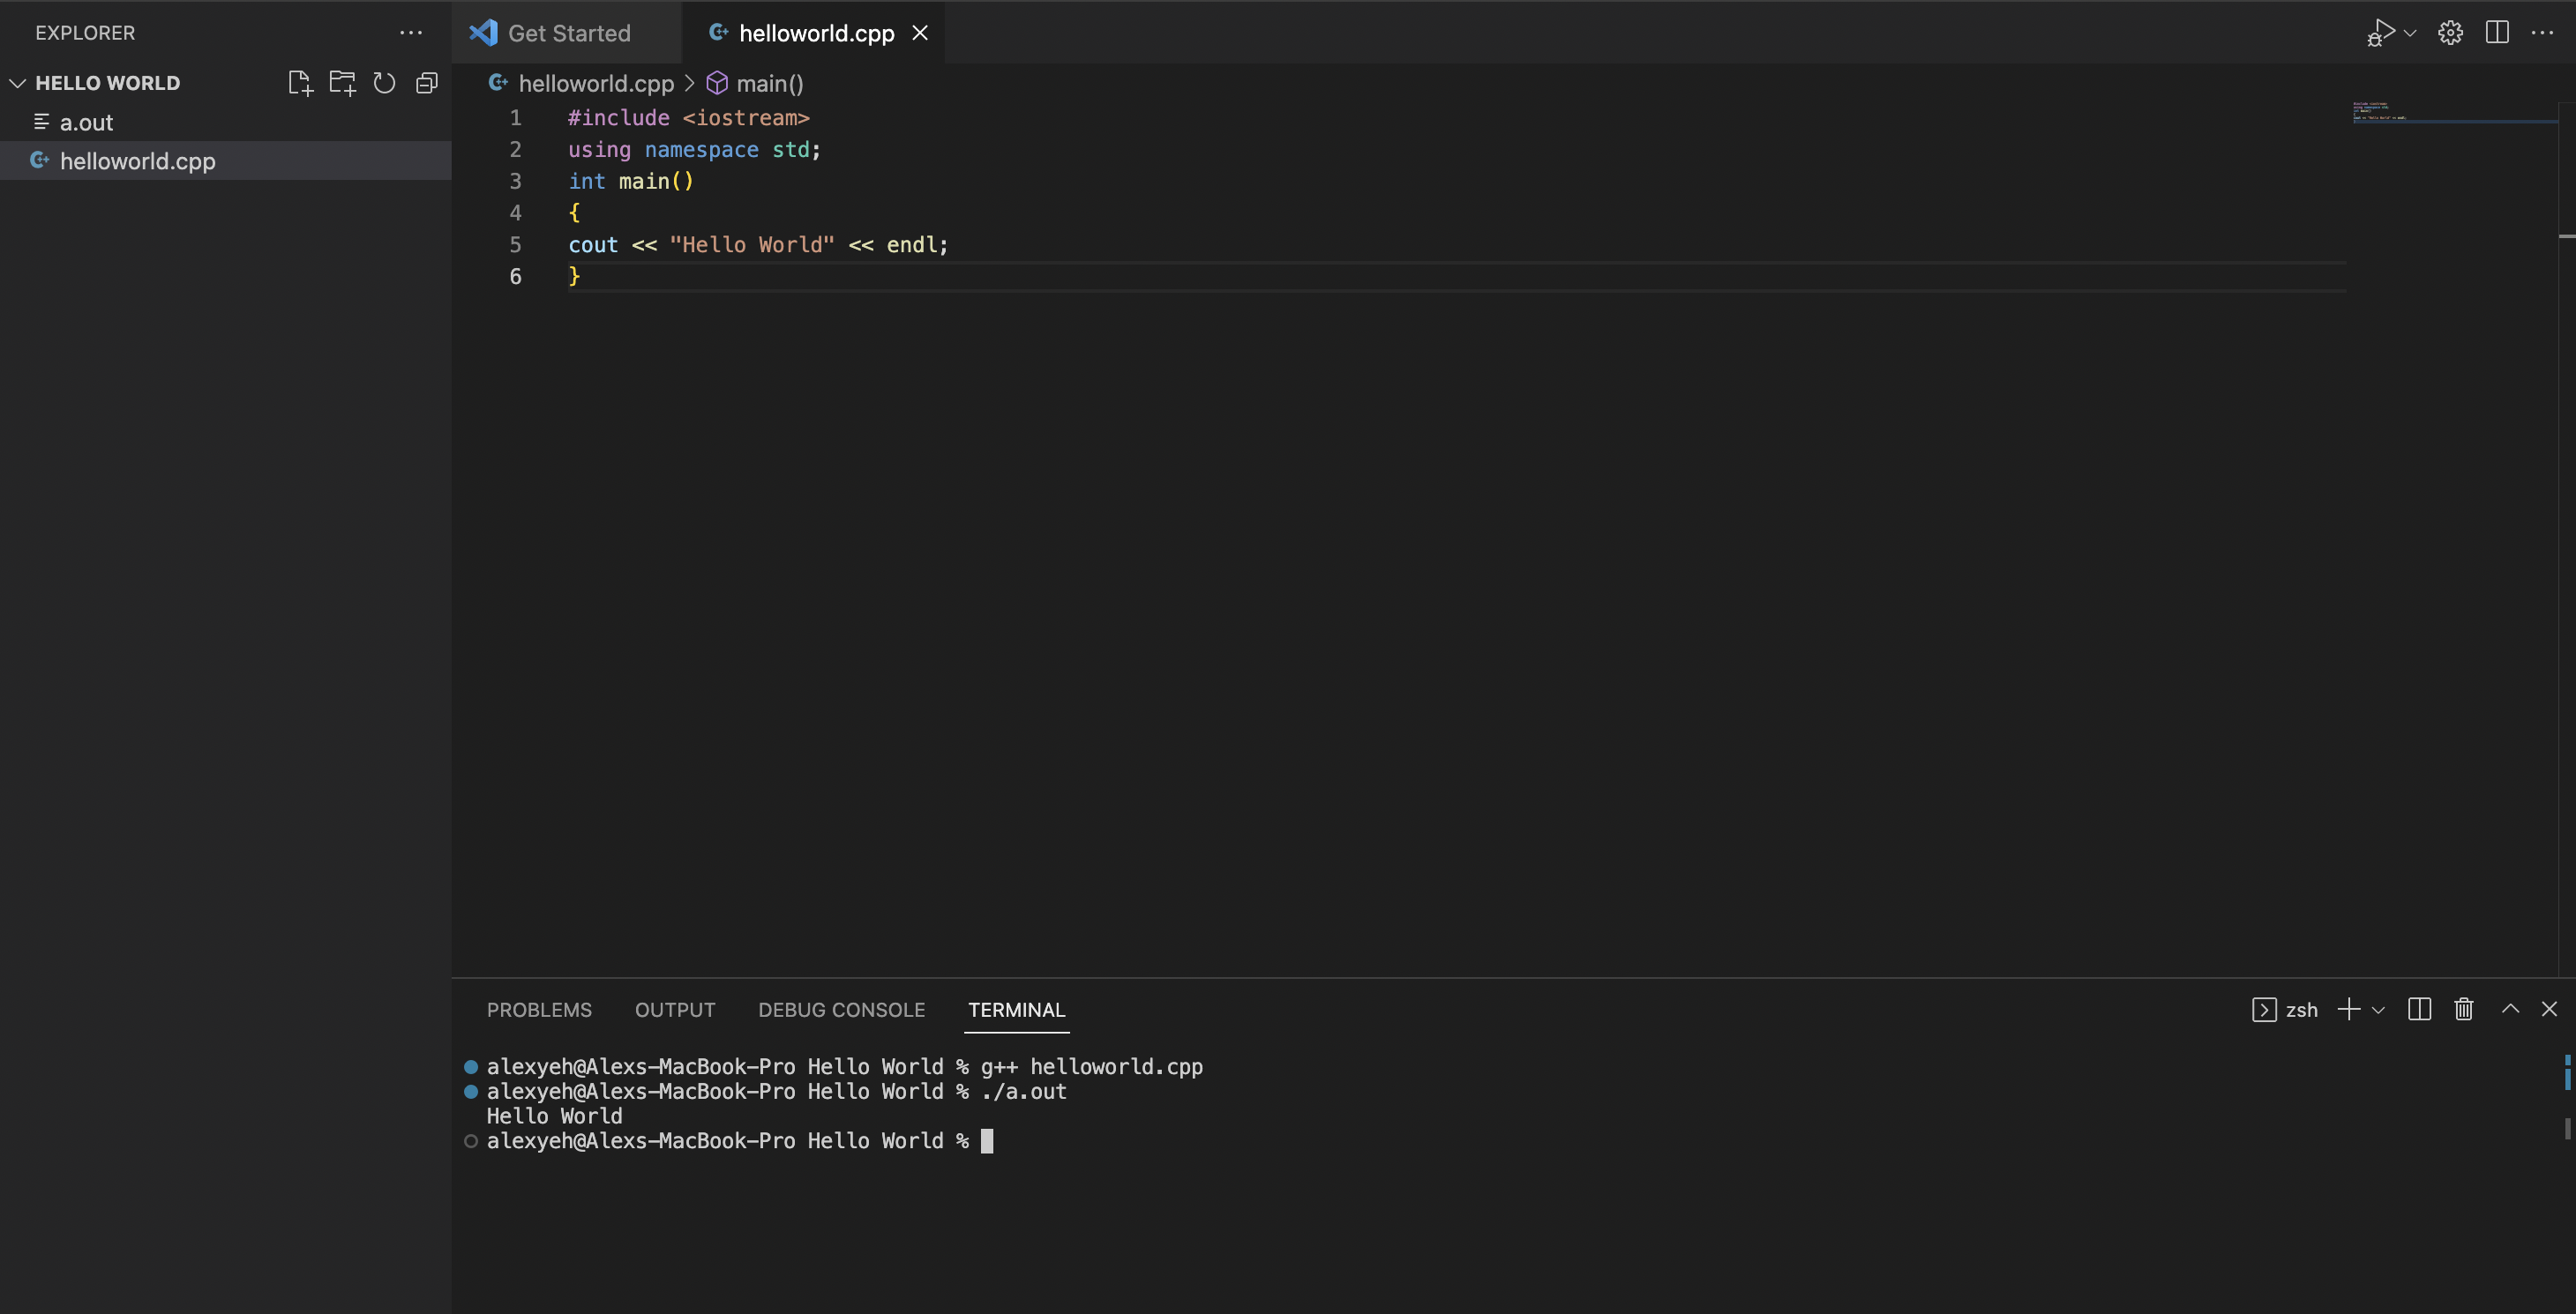 EXPLORER
HELLO WORLD
a.out
helloworld.cpp
Get Started
helloworld.cpp
helloworld.cpp > main()
1 #include <iostream>
2 using namespace std;
3 int main()
4 {
5 cout << "Hello World" << endl;
6 }
PROBLEMS OUTPUT DEBUG CONSOLE TERMINAL
zsh
alexyeh@Alexs-MacBook-Pro Hello World % g++ helloworld.cpp
alexyeh@Alexs-MacBook-Pro Hello World % ./a.out
Hello World
alexyeh@Alexs-MacBook-Pro Hello World %